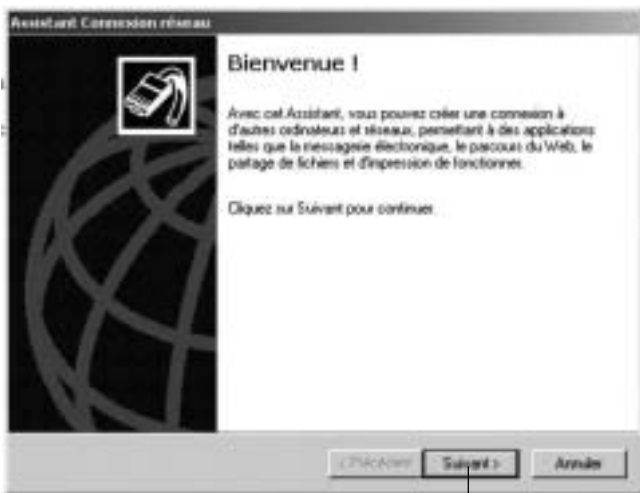 Assistant Connexion réseau
Bienvenue !
Avec cet Assistant, vous pouvez créer une connexion à
d'autres ordinateurs et réseaux, permettant à des applications
telles que la messagerie électronique, le parcours du Web, le
partage de fichiers et d'impression de fonctionner.
Cliquez sur Suivant pour continuer.
< Précédent Suivant > Annuler